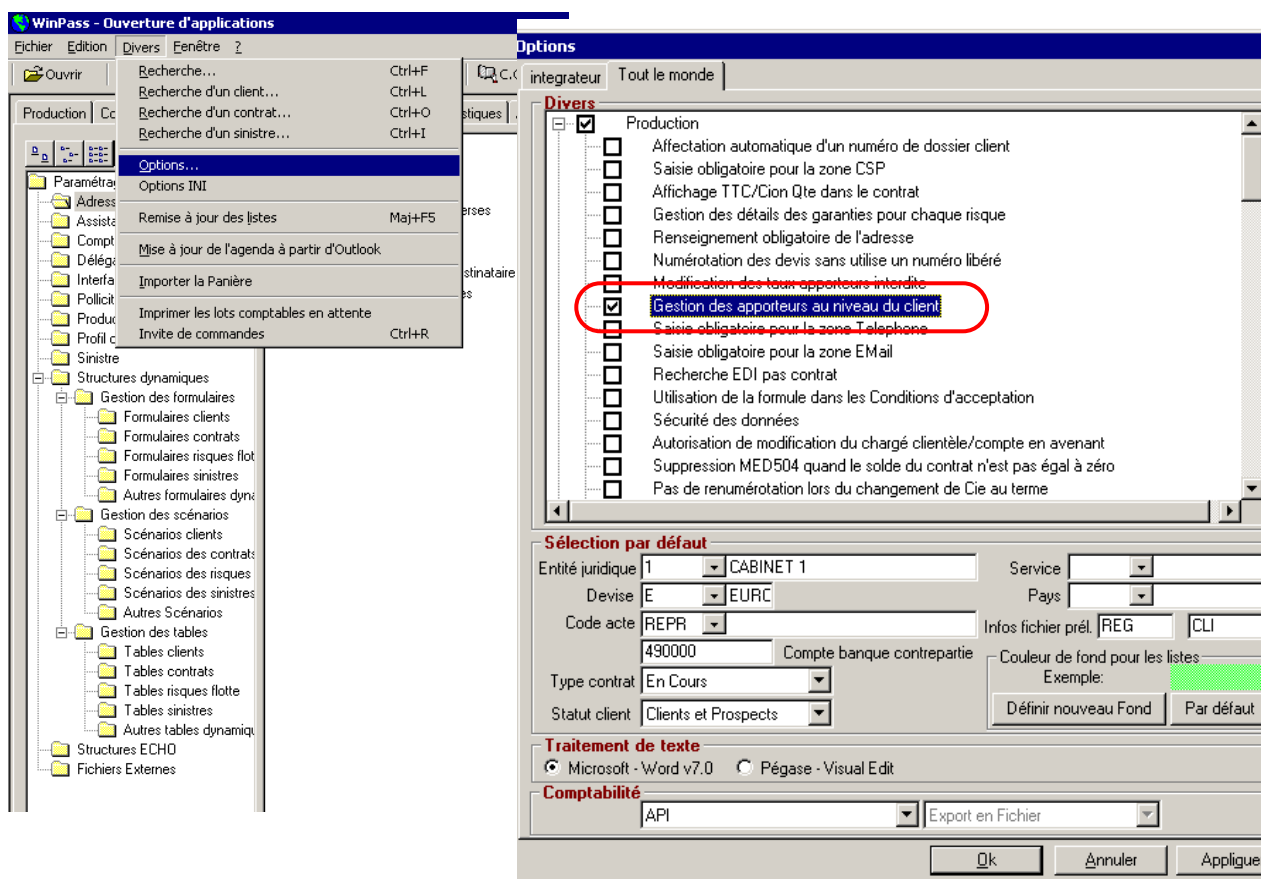 WinPass - Ouverture d'applications
Fichier Edition Divers Fenêtre ?
Ouvrir
Production
stiques
Recherche... Ctrl+F
Recherche d'un client... Ctrl+L
Recherche d'un contrat... Ctrl+O
Recherche d'un sinistre... Ctrl+I
Options...
Options INI
Remise à jour des listes Maj+F5
Mise à jour de l'agenda à partir d'Outlook
Importer la Panière
Imprimer les lots comptables en attente
Invite de commandes Ctrl+R
erses
stinataire
es
Paramétra
Adress
Assista
Compt
Déléga
Interfa
Pollicit
Produc
Profil c
Sinistre
Structures dynamiques
Gestion des formulaires
Formulaires clients
Formulaires contrats
Formulaires risques flot
Formulaires sinistres
Autres formulaires dyna
Gestion des scénarios
Scénarios clients
Scénarios des contrats
Scénarios des risques
Scénarios des sinistres
Autres Scénarios
Gestion des tables
Tables clients
Tables contrats
Tables risques flotte
Tables sinistres
Autres tables dynamiqu
Structures ECHO
Fichiers Externes
Options
integrateur Tout le monde
Divers
Production
Affectation automatique d'un numéro de dossier client
Saisie obligatoire pour la zone CSP
Affichage TTC/Cion Qte dans le contrat
Gestion des détails des garanties pour chaque risque
Renseignement obligatoire de l'adresse
Numérotation des devis sans utilise un numéro libéré
Modification des taux apporteurs interdite
Gestion des apporteurs au niveau du client
Saisie obligatoire pour la zone Telephone
Saisie obligatoire pour la zone EMail
Recherche EDI pas contrat
Utilisation de la formule dans les Conditions d'acceptation
Sécurité des données
Autorisation de modification du chargé clientèle/compte en avenant
Suppression MED504 quand le solde du contrat n'est pas égal à zéro
Pas de renumérotation lors du changement de Cie au terme
Sélection par défaut
Entité juridique 1 CABINET 1 Service
Devise E EURO Pays
Code acte REPR Infos fichier prél. REG CLI
490000 Compte banque contrepartie
Couleur de fond pour les listes
Exemple:
Type contrat En Cours
Définir nouveau Fond Par défaut
Statut client Clients et Prospects
Traitement de texte
Microsoft - Word v7.0 Pégase - Visual Edit
Comptabilité
API Export en Fichier
Ok Annuler Applique